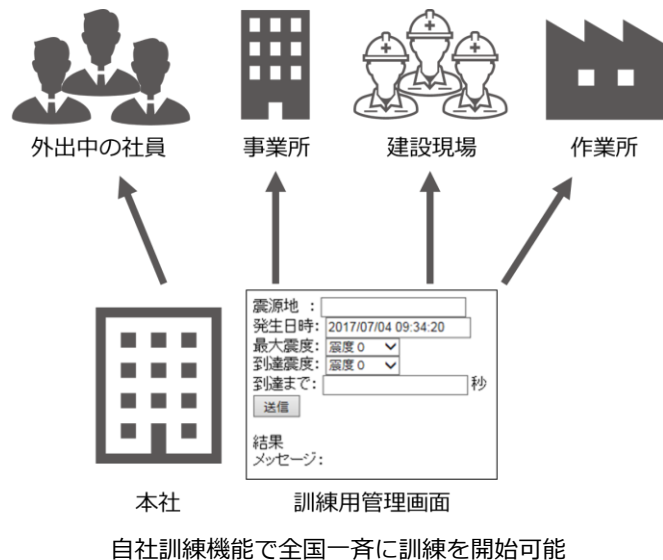 外出中の社員
事業所
建設現場
作業所
震源地 :
発生日時: 2017/07/04 09:34:20
最大震度: 震度 0
到達震度: 震度 0
到達まで: 秒
送信
結果
メッセージ:
本社
訓練用管理画面
自社訓練機能で全国一斉に訓練を開始可能